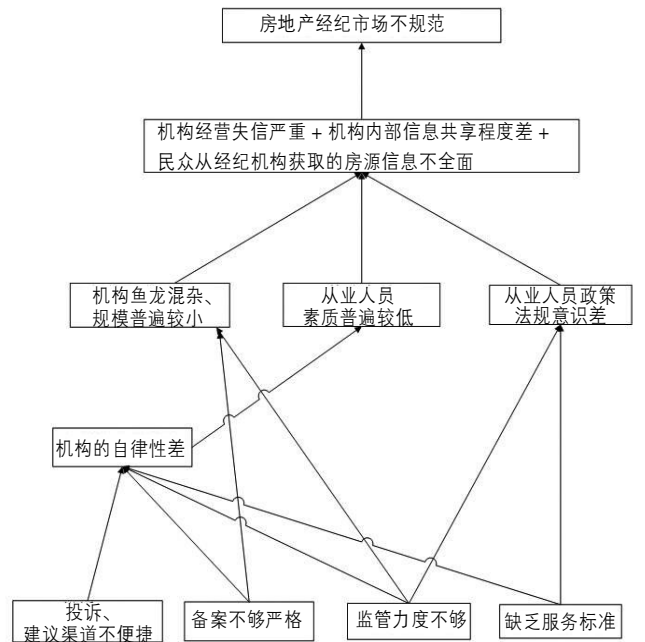 房地产经纪市场不规范
机构经营失信严重 + 机构内部信息共享程度差 +
民众从经纪机构获取的房源信息不全面
机构鱼龙混杂、
规模普遍较小
从业人员
素质普遍较低
从业人员政策
法规意识差
机构的自律性差
投诉、
建议渠道不便捷
备案不够严格
监管力度不够
缺乏服务标准